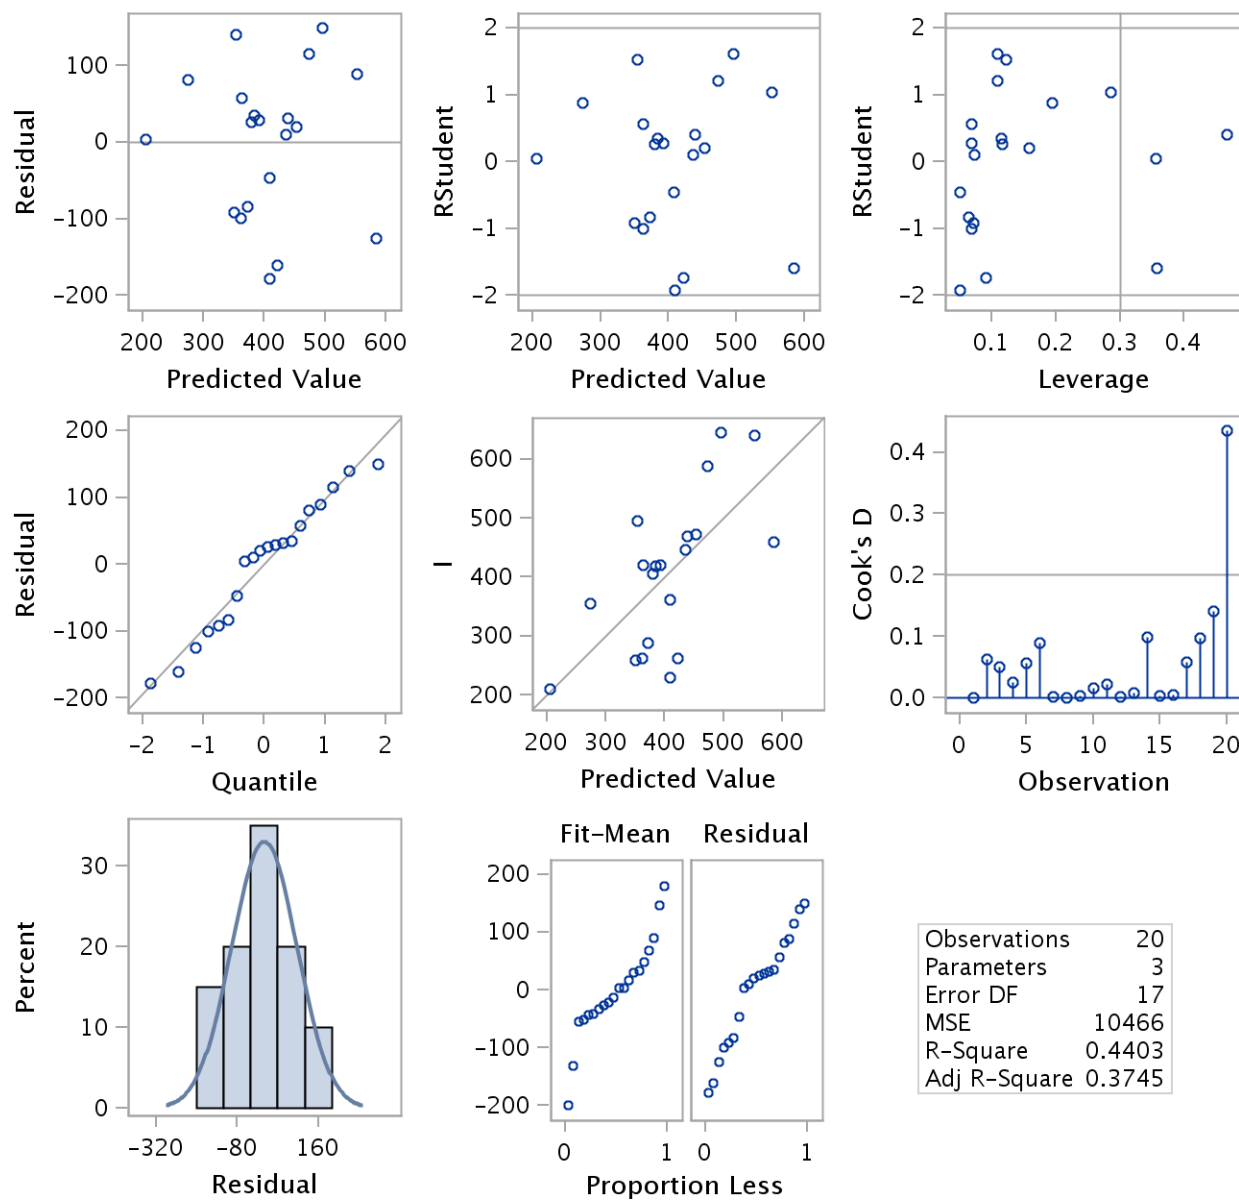 100
0
−100
−200
Residual
200 300 400 500 600
Predicted Value
2
1
0
−1
−2
RStudent
200 300 400 500 600
Predicted Value
2
1
0
−1
−2
RStudent
0.1 0.2 0.3 0.4
Leverage
200
100
0
−100
−200
Residual
−2 −1 0 1 2
Quantile
600
500
400
300
200
I
200 300 400 500 600
Predicted Value
0.4
0.3
0.2
0.1
0.0
Cook's D
0 5 10 15 20
Observation
30
20
10
0
Percent
−320 −80 160
Residual
Fit−Mean Residual
200
100
0
−100
−200
0 1 0 1
Proportion Less
Observations 20
Parameters 3
Error DF 17
MSE 10466
R−Square 0.4403
Adj R−Square 0.3745